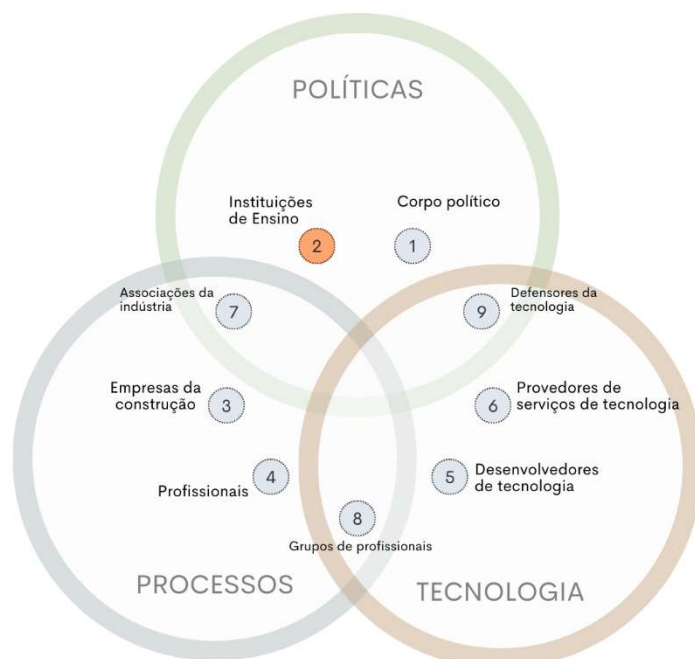 POLÍTICAS
Instituições
de Ensino
2
Corpo político
1
Associações da
indústria
7
Defensores da
tecnologia
9
Empresas da
construção
3
Provedores de
serviços de tecnologia
6
Profissionais
4
Desenvolvedores
de tecnologia
5
8
Grupos de profissionais
PROCESSOS
TECNOLOGIA